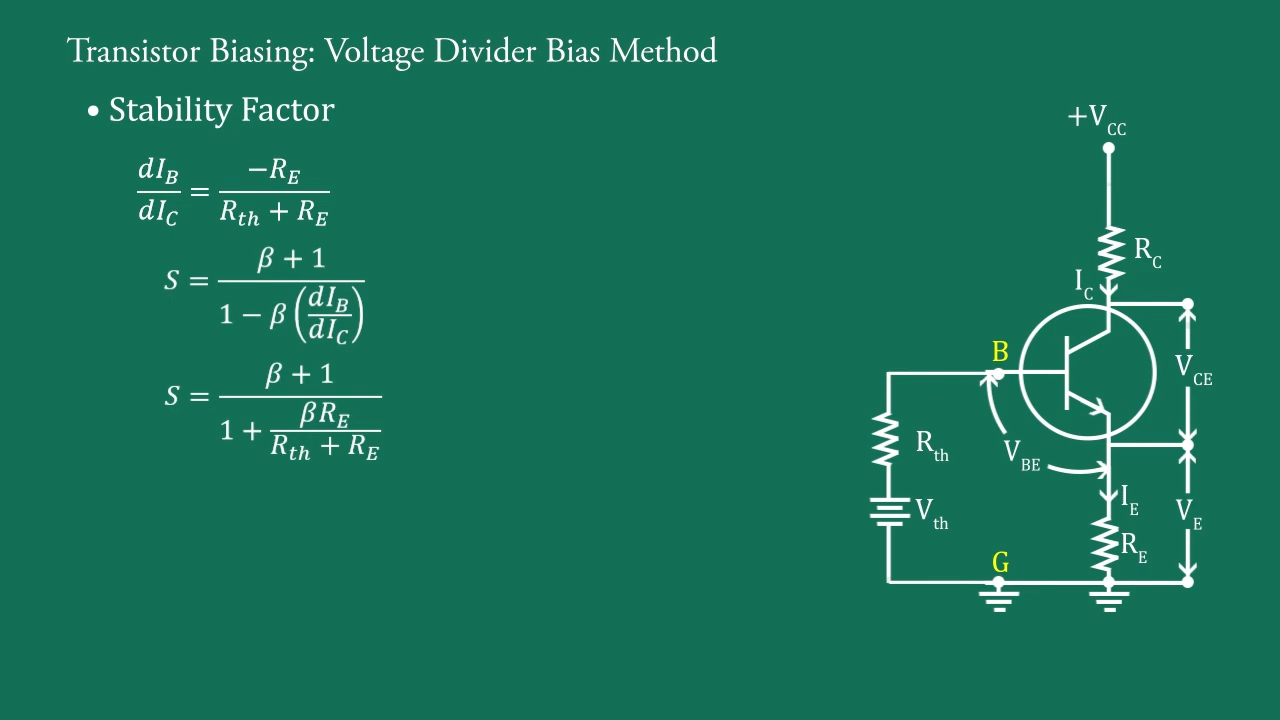 Transistor Biasing: Voltage Divider Bias Method
• Stability Factor
dI_B/dI_C = −R_E/(R_th + R_E)
S = (β + 1)/(1 − β(dI_B/dI_C))
S = (β + 1)/(1 + βR_E/(R_th + R_E))
+V_CC
R_C
I_C
B
V_CE
R_th
V_BE
I_E
V_th
V_E
R_E
G